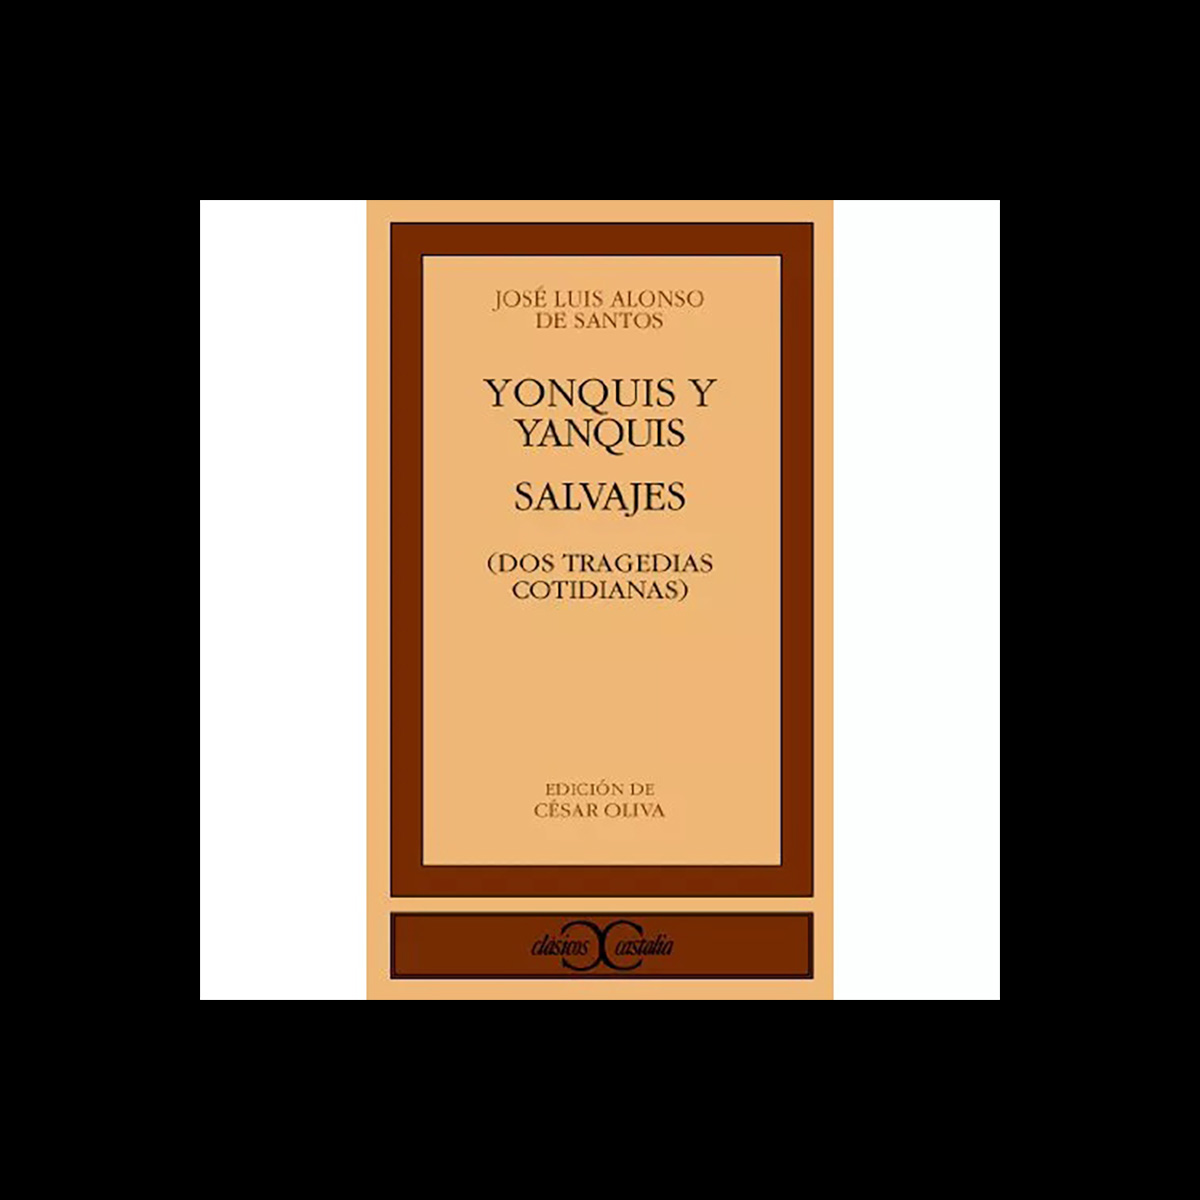 JOSÉ LUIS ALONSO
DE SANTOS
YONQUIS Y
YANQUIS
SALVAJES
(DOS TRAGEDIAS
COTIDIANAS)
EDICIÓN DE
CÉSAR OLIVA
clásicos castalia